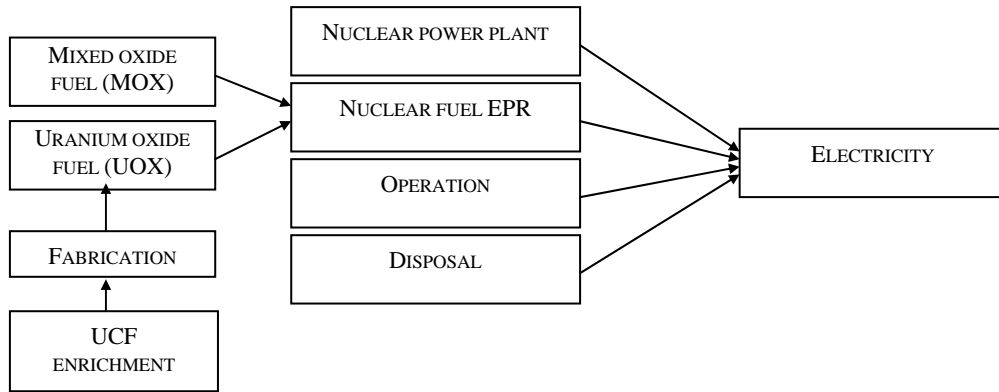 MIXED OXIDE
FUEL (MOX)
URANIUM OXIDE
FUEL (UOX)
FABRICATION
UCF
ENRICHMENT
NUCLEAR POWER PLANT
NUCLEAR FUEL EPR
OPERATION
DISPOSAL
ELECTRICITY